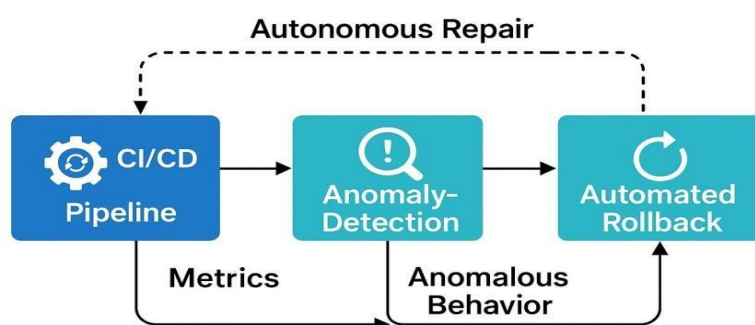 Autonomous Repair
CI/CD
Pipeline
!
Anomaly-
Detection
Automated
Rollback
Metrics
Anomalous
Behavior